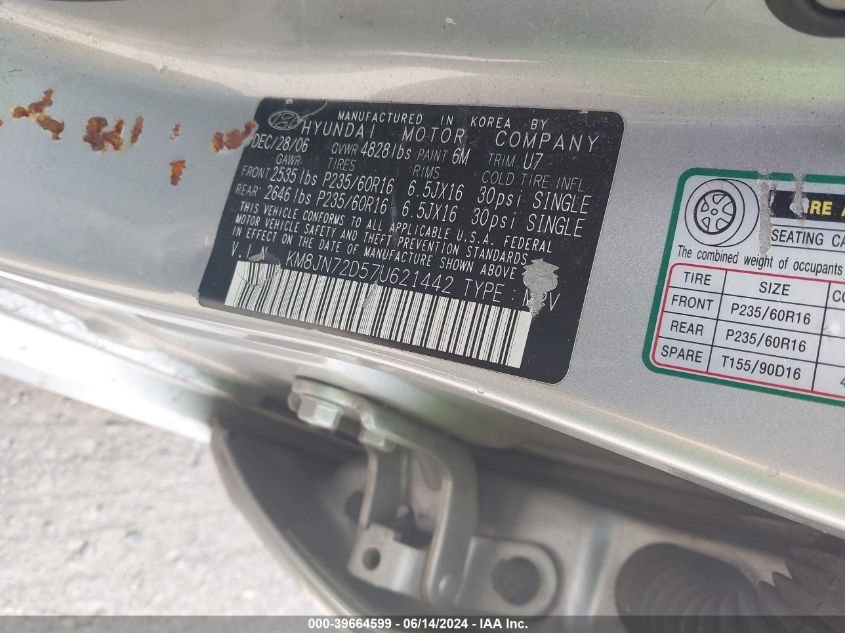 MANUFACTURED IN KOREA BY
HYUNDAI MOTOR COMPANY
DEC/28/06 GVWR 4828lbs PAINT 6M TRIM U7
GAWR TIRES RIMS COLD TIRE INFL
FRONT 2535lbs P235/60R16 6.5JX16 30psi SINGLE
REAR 2646lbs P235/60R16 6.5JX16 30psi SINGLE
THIS VEHICLE CONFORMS TO ALL APPLICABLE U.S.A. FEDERAL
MOTOR VEHICLE SAFETY AND THEFT PREVENTION STANDARDS
IN EFFECT ON THE DATE OF MANUFACTURE SHOWN ABOVE
KM8JN72D57U621442 TYPE :
SEATING
The combined weight of occupants
TIRE SIZE
FRONT P235/60R16
REAR P235/60R16
SPARE T155/90D16 4
000-39664599 - 06/14/2024 - IAA Inc.